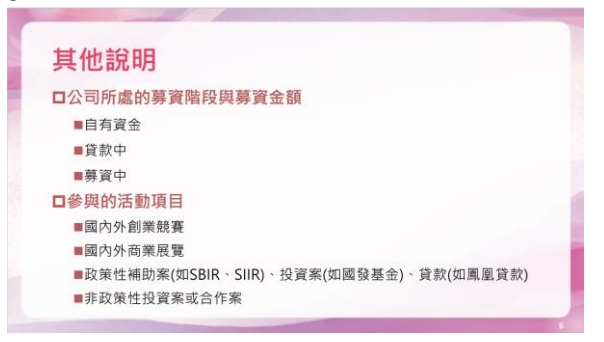 其他說明
公司所處的募資階段與募資金額
自有資金
貸款中
募資中
參與的活動項目
國內外創業競賽
國內外商業展覽
政策性補助案(如SBIR、SIIR)、投資案(如國發基金)、貸款(如鳳凰貸款)
非政策性投資案或合作案
6